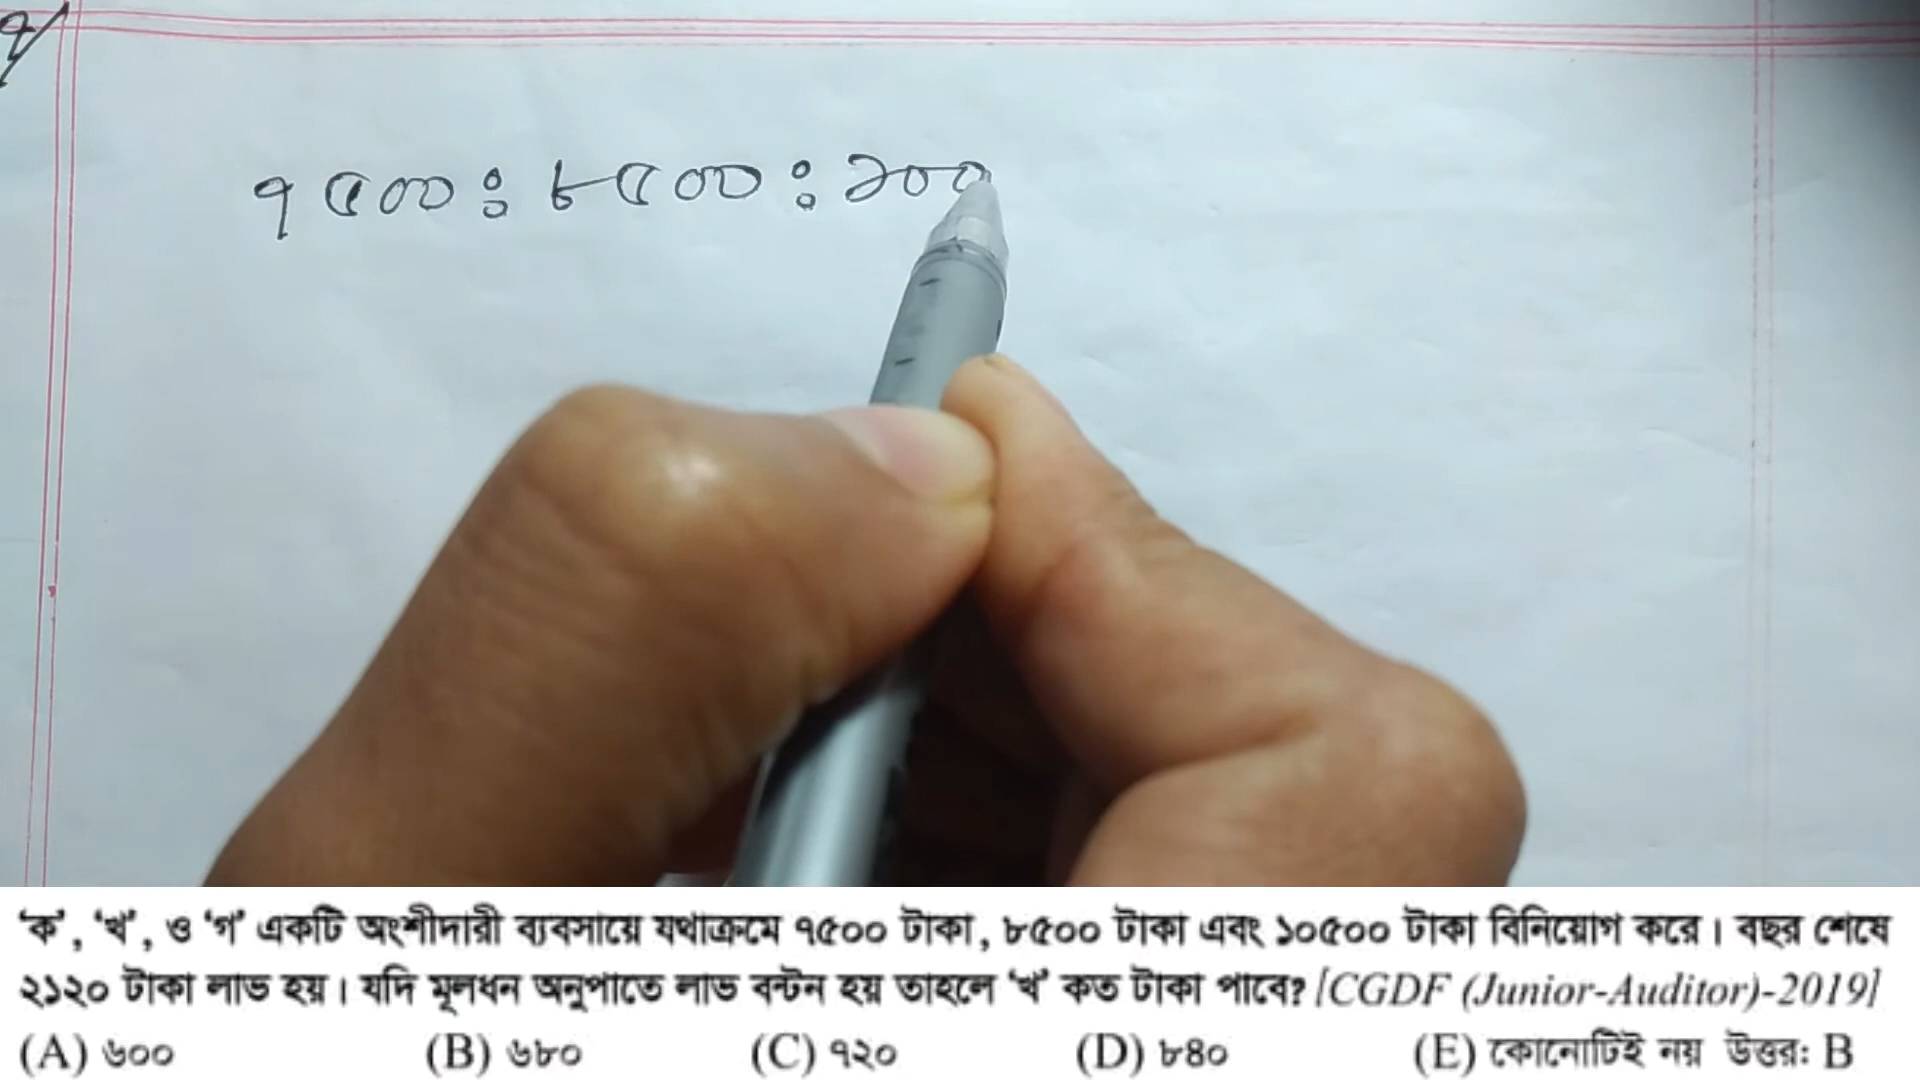 ৭৫০০ : ৮৫০০ : ১০০
‘ক’, ‘খ’, ও ‘গ’ একটি অংশীদারী ব্যবসায়ে যথাক্রমে ৭৫০০ টাকা, ৮৫০০ টাকা এবং ১০৫০০ টাকা বিনিয়োগ করে। বছর শেষে
২১২০ টাকা লাভ হয়। যদি মূলধন অনুপাতে লাভ বন্টন হয় তাহলে ‘খ’ কত টাকা পাবে? [CGDF (Junior-Auditor)-2019]
(A) ৬০০ (B) ৬৮০ (C) ৭২০ (D) ৮৪০ (E) কোনোটিই নয় উত্তর: B